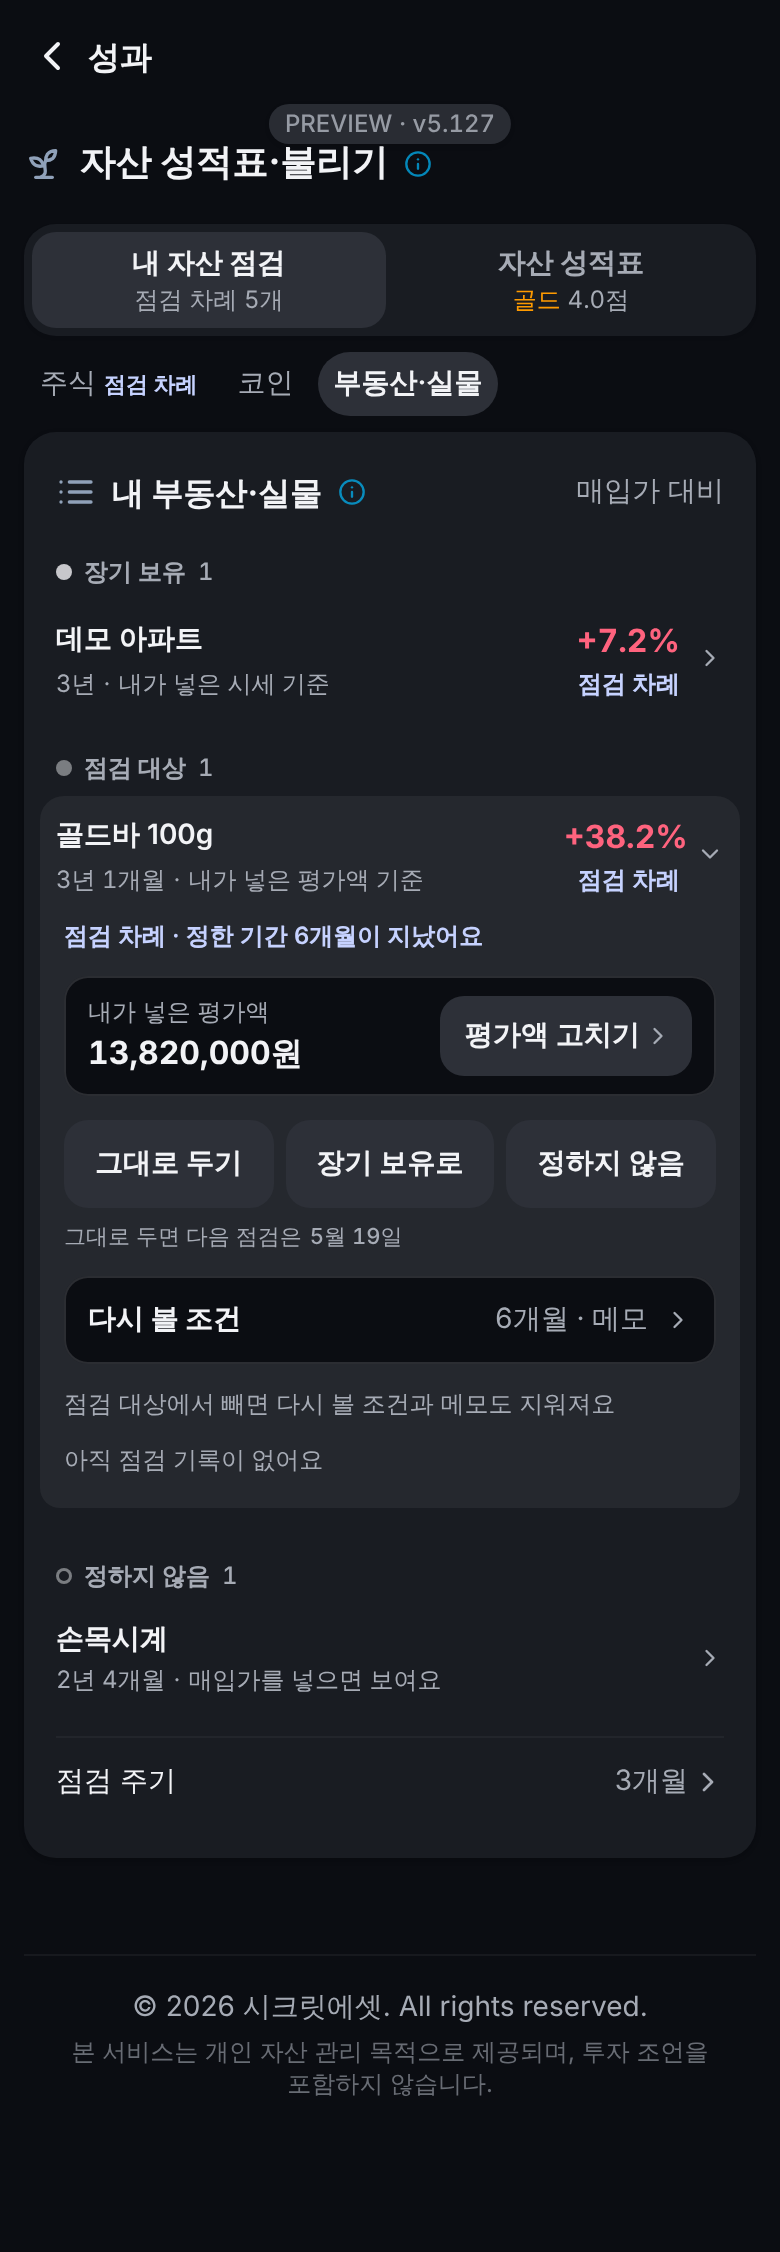 성과
PREVIEW · v5.127
자산 성적표·불리기
내 자산 점검
점검 차례 5개
자산 성적표
골드 4.0점
주식 점검 차례 코인 부동산·실물
내 부동산·실물 매입가 대비
장기 보유 1
데모 아파트 +7.2%
3년 · 내가 넣은 시세 기준 점검 차례
점검 대상 1
골드바 100g +38.2%
3년 1개월 · 내가 넣은 평가액 기준 점검 차례
점검 차례 · 정한 기간 6개월이 지났어요
내가 넣은 평가액
13,820,000원
평가액 고치기
그대로 두기 장기 보유로 정하지 않음
그대로 두면 다음 점검은 5월 19일
다시 볼 조건 6개월 · 메모
점검 대상에서 빼면 다시 볼 조건과 메모도 지워져요
아직 점검 기록이 없어요
정하지 않음 1
손목시계
2년 4개월 · 매입가를 넣으면 보여요
점검 주기 3개월
© 2026 시크릿에셋. All rights reserved.
본 서비스는 개인 자산 관리 목적으로 제공되며, 투자 조언을
포함하지 않습니다.